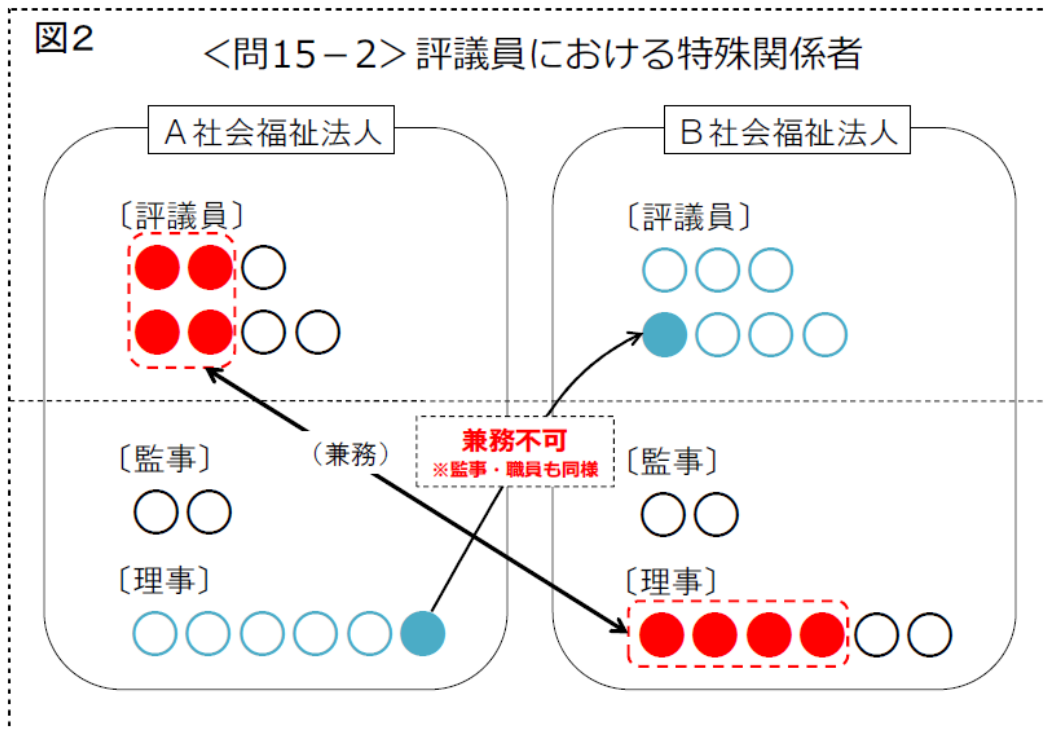 図2
<問15-2>評議員における特殊関係者
A社会福祉法人
B社会福祉法人
〔評議員〕
〔評議員〕
兼務不可
※監事・職員も同様
〔監事〕
(兼務)
〔監事〕
〔理事〕
〔理事〕